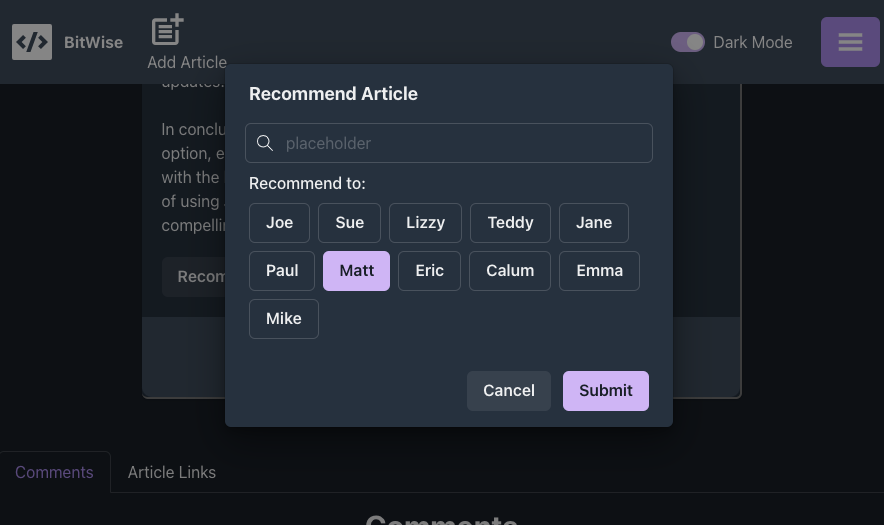 BitWise
Add Article
Dark Mode
updates.
In conclu
option, e
with the
of using
compellin
Recom
Recommend Article
placeholder
Recommend to:
Joe Sue Lizzy Teddy Jane
Paul Matt Eric Calum Emma
Mike
Cancel Submit
Comments Article Links
Comments